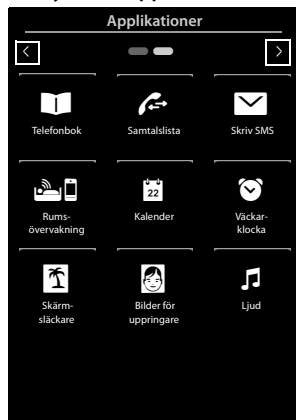 Applikationer
Telefonbok
Samtalslista
Skriv SMS
22
Rums-
övervakning
Kalender
Väckar-
klocka
Skärm-
släckare
Bilder för
uppringare
Ljud